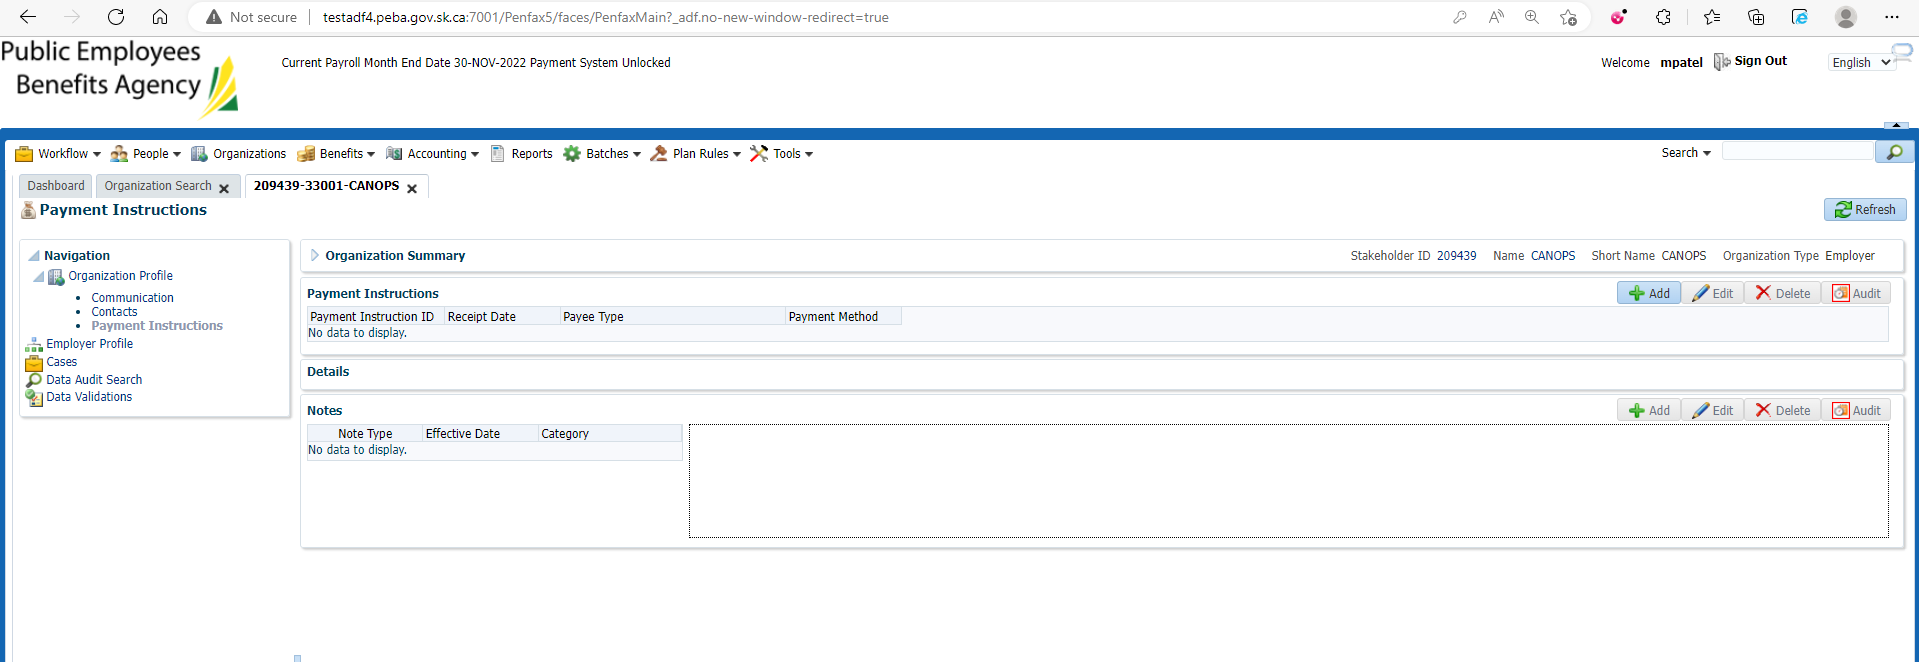 Not secure | testadf4.peba.gov.sk.ca:7001/Penfax5/faces/PenfaxMain?_adf.no-new-window-redirect=true
Public Employees
Benefits Agency
Current Payroll Month End Date 30-NOV-2022 Payment System Unlocked
Welcome mpatel Sign Out English
Workflow People Organizations Benefits Accounting Reports Batches Plan Rules Tools Search
Dashboard Organization Search 209439-33001-CANOPS
Payment Instructions Refresh
Navigation
Organization Profile
Communication
Contacts
Payment Instructions
Employer Profile
Cases
Data Audit Search
Data Validations
Organization Summary Stakeholder ID 209439 Name CANOPS Short Name CANOPS Organization Type Employer
Payment Instructions Add Edit Delete Audit
Payment Instruction ID Receipt Date Payee Type Payment Method
No data to display.
Details
Notes Add Edit Delete Audit
Note Type Effective Date Category
No data to display.